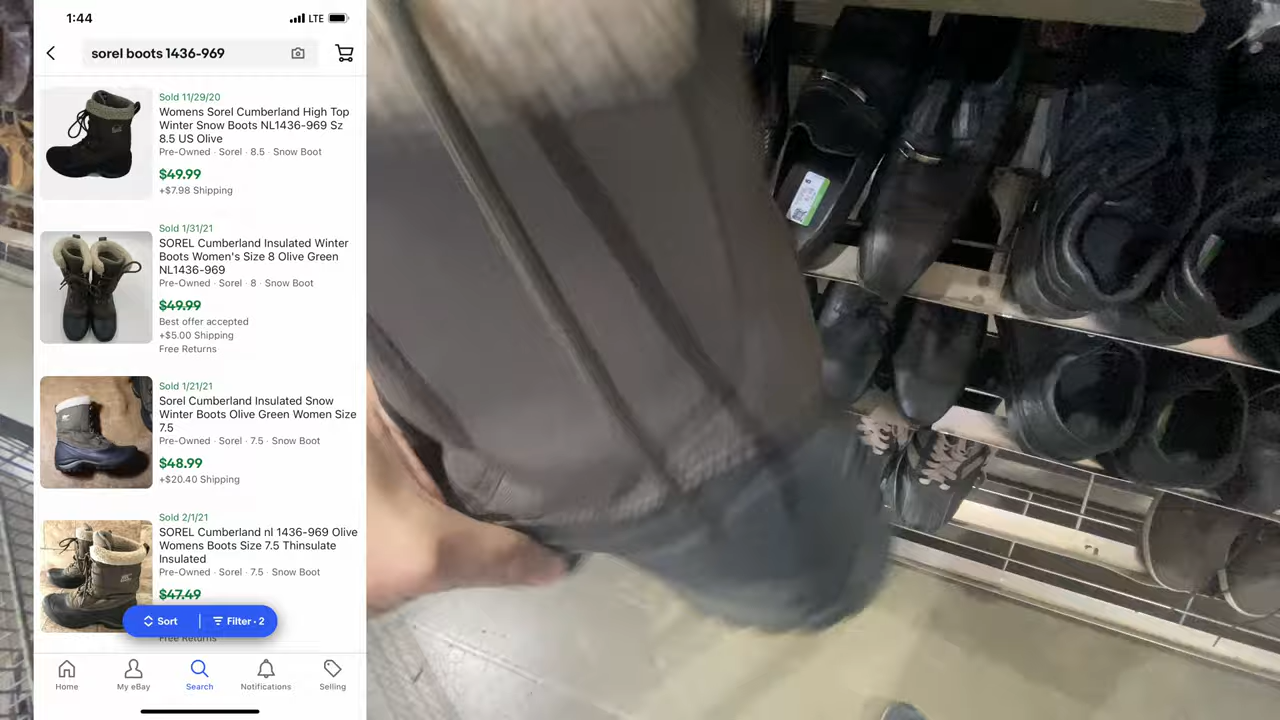 1:44
LTE
sorel boots 1436-969
Sold 11/29/20
Womens Sorel Cumberland High Top
Winter Snow Boots NL1436-969 Sz
8.5 US Olive
Pre-Owned · Sorel · 8.5 · Snow Boot
$49.99
+$7.98 Shipping
Sold 1/31/21
SOREL Cumberland Insulated Winter
Boots Women's Size 8 Olive Green
NL1436-969
Pre-Owned · Sorel · 8 · Snow Boot
$49.99
Best offer accepted
+$5.00 Shipping
Free Returns
Sold 1/21/21
Sorel Insulated Snow
Winter Boots Olive Green Women Size
7.5
Pre-Owned · Sorel · 7.5 · Snow Boot
$48.99
+$20.40 Shipping
Sold 2/1/21
SOREL Cumberland nl 1436-969 Olive
Womens Boots Size 7.5 Thinsulate
Insulated
Pre-Owned · Sorel · 7.5 · Snow Boot
$47.49
Sort
Filter · 2
Free Returns
Home
My eBay
Search
Notifications
Selling